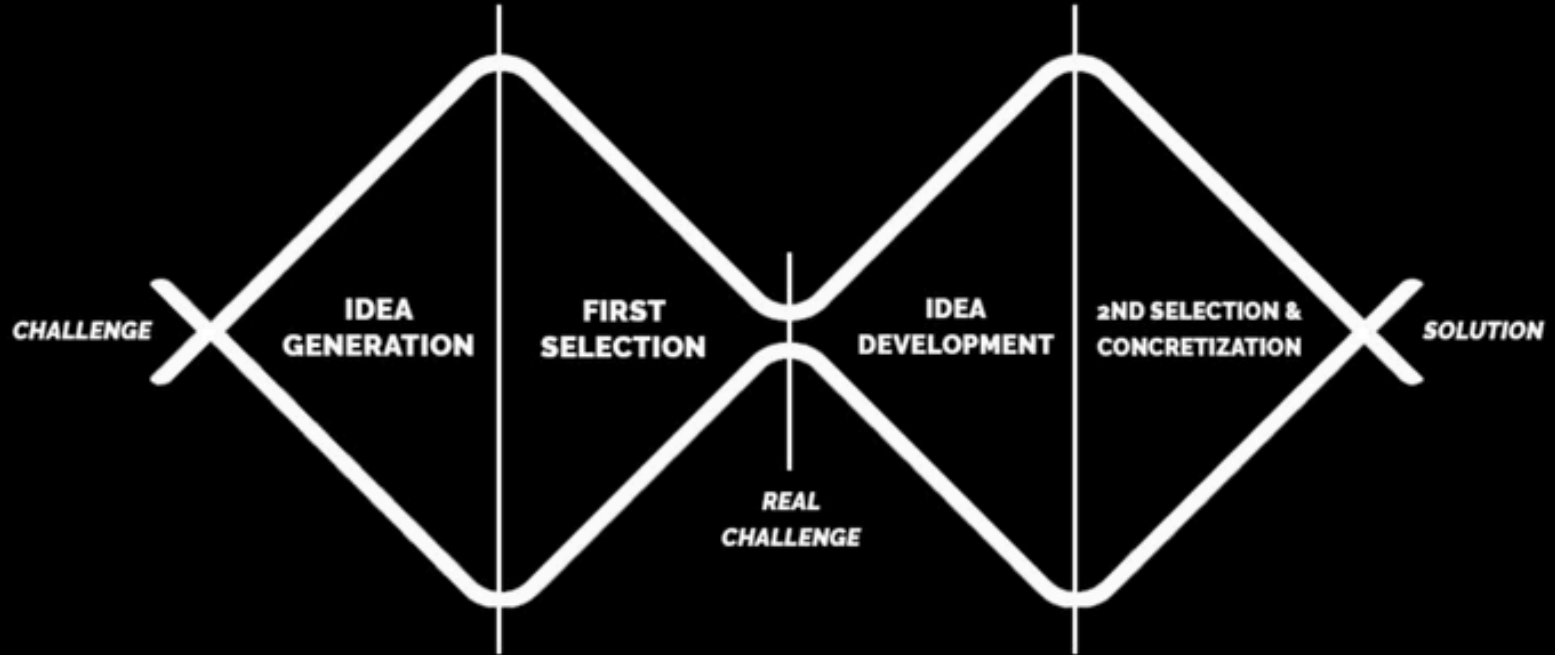 CHALLENGE
IDEA
GENERATION
FIRST
SELECTION
REAL
CHALLENGE
IDEA
DEVELOPMENT
2ND SELECTION &
CONCRETIZATION
SOLUTION